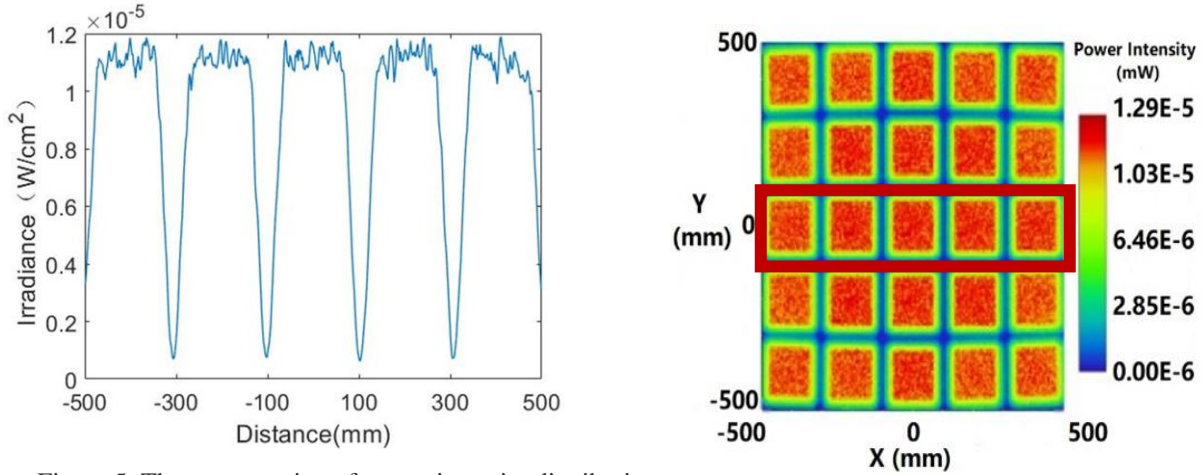 ×10⁻⁵
1.2
1
0.8
0.6
0.4
0.2
0
Irradiance（W/cm²）
-500 -300 -100 100 300 500
Distance(mm)
500
0
-500
Y
(mm)
-500 0 500
X (mm)
Power Intensity
(mW)
1.29E-5
1.03E-5
6.46E-6
2.85E-6
0.00E-6